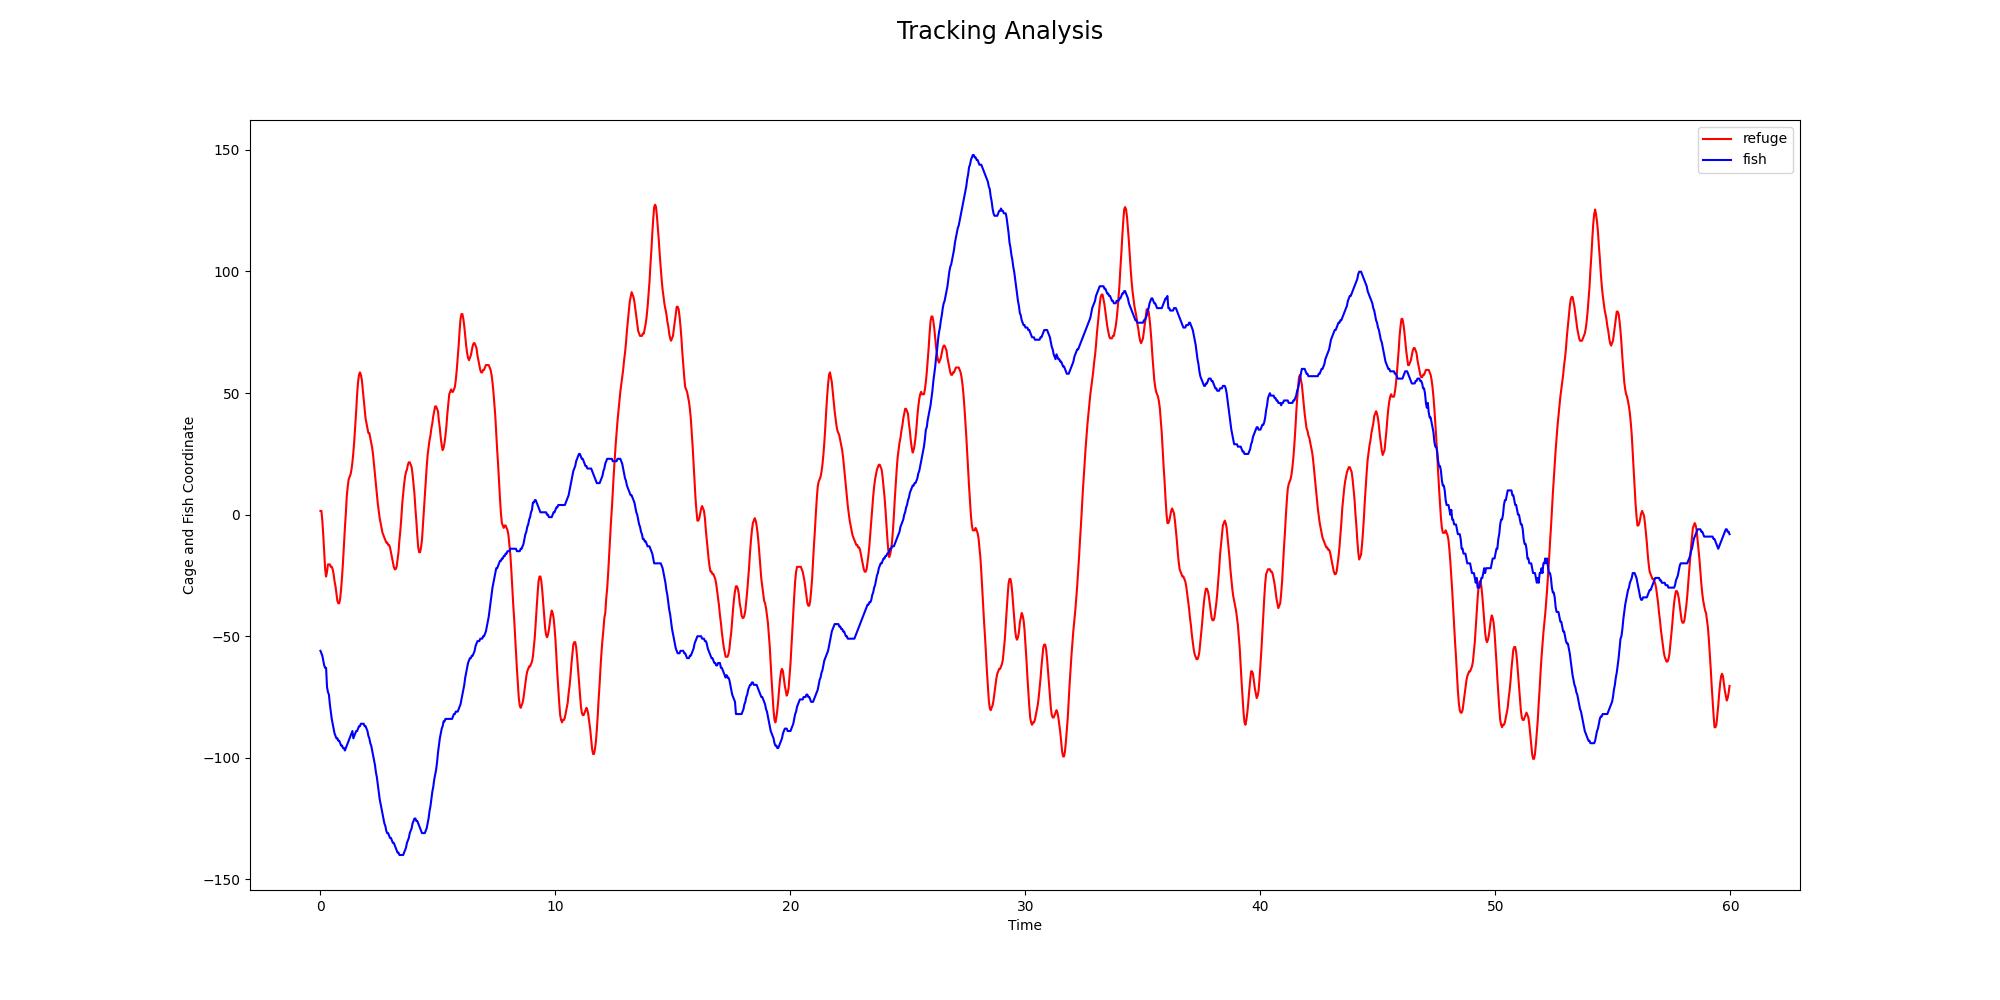 Tracking Analysis
refuge
fish
Cage and Fish Coordinate
150
100
50
0
−50
−100
−150
0 10 20 30 40 50 60
Time